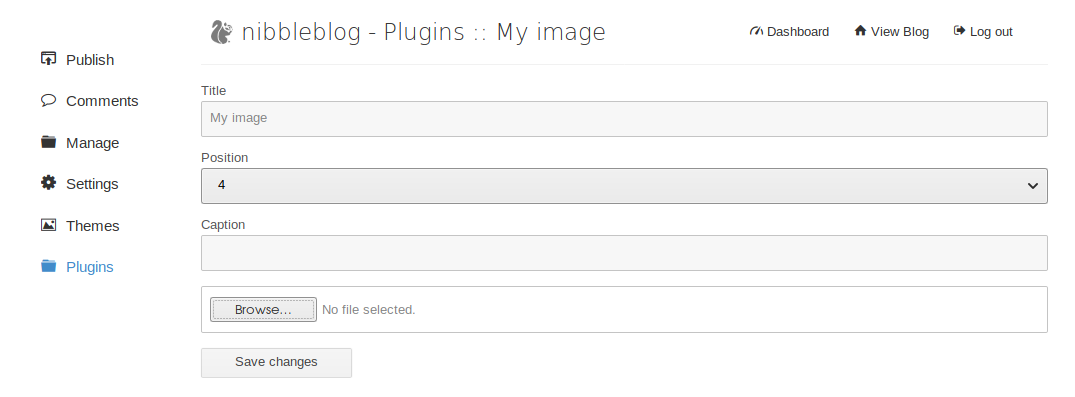 nibbleblog - Plugins :: My image
Dashboard
View Blog
Log out
Publish
Comments
Manage
Settings
Themes
Plugins
Title
My image
Position
4
Caption
Browse...
No file selected.
Save changes